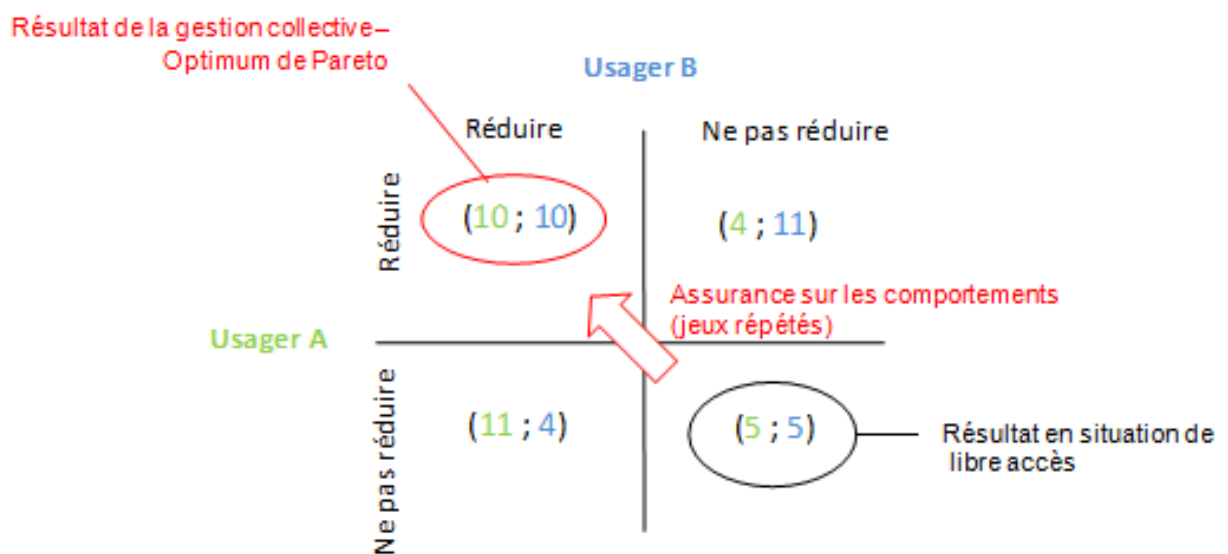 Résultat de la gestion collective–
Optimum de Pareto
Usager B
Réduire
Ne pas réduire
Réduire
(10 ; 10)
(4 ; 11)
Assurance sur les comportements
(jeux répétés)
Usager A
Ne pas réduire
(11 ; 4)
(5 ; 5)
Résultat en situation de
libre accès